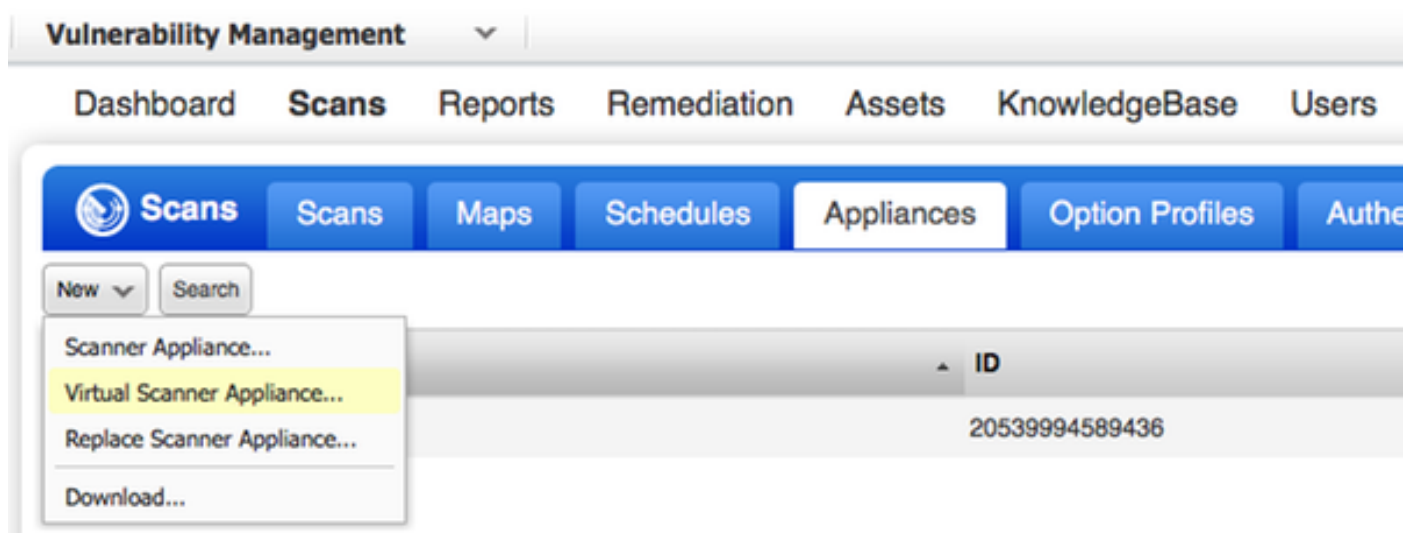 Vulnerability Management
Dashboard Scans Reports Remediation Assets KnowledgeBase Users
Scans Scans Maps Schedules Appliances Option Profiles Authe
New Search
Scanner Appliance...
ID
Virtual Scanner Appliance...
Replace Scanner Appliance...
20539994589436
Download...